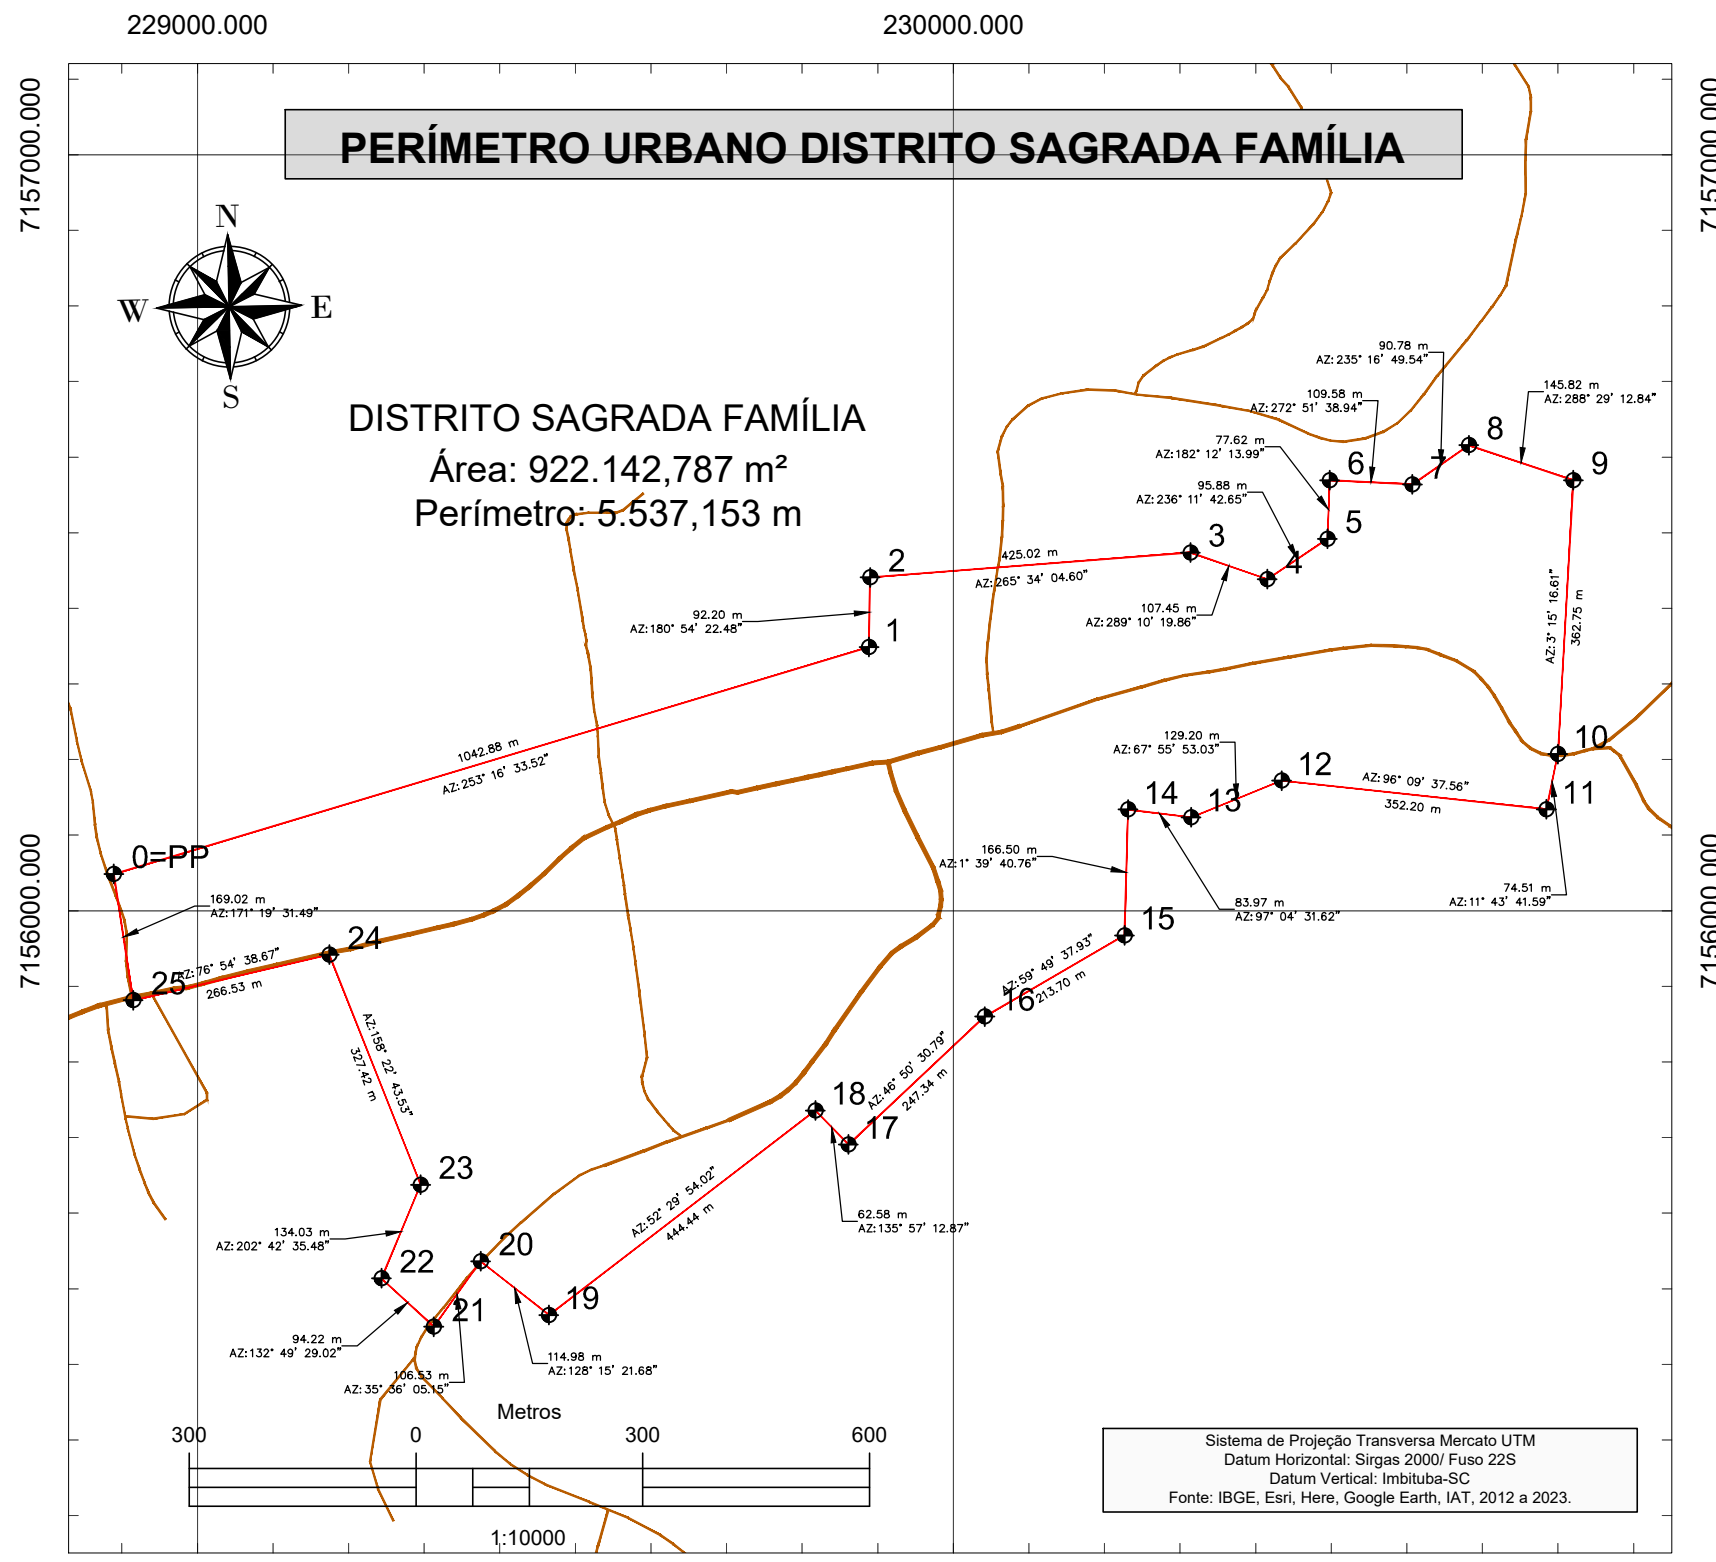 229000.000
230000.000
7157000.000
7157000.000
PERÍMETRO URBANO DISTRITO SAGRADA FAMÍLIA
N
W
E
S
DISTRITO SAGRADA FAMÍLIA
Área: 922.142,787 m²
Perímetro: 5.537,153 m
90.78 m
AZ:235° 16' 49.54"
109.58 m
AZ:272° 51' 38.94"
145.82 m
AZ:288° 29' 12.84"
77.62 m
AZ:182° 12' 13.99"
95.88 m
AZ:236° 11' 42.65"
8
9
6
7
5
3
4
2
425.02 m
AZ:265° 34' 04.60"
107.45 m
AZ:289° 10' 19.86"
92.20 m
AZ:180° 54' 22.48"
1
AZ:3° 15' 16.61"
362.75 m
1042.88 m
AZ:253° 16' 33.52"
129.20 m
AZ:67° 55' 53.03"
10
12
AZ:96° 09' 37.56"
352.20 m
11
14
13
0=PP
166.50 m
AZ:1° 39' 40.76"
74.51 m
AZ:11° 43' 41.59"
83.97 m
AZ:97° 04' 31.62"
169.02 m
AZ:171° 19' 31.49"
7156000.000
7156000.000
24
15
AZ:76° 54' 38.67"
266.53 m
25
AZ:59° 49' 37.93"
213.70 m
16
AZ:158° 22' 43.53"
327.42 m
AZ:46° 50' 30.79"
247.34 m
18
17
23
AZ:52° 29' 54.02"
444.44 m
62.58 m
AZ:135° 57' 12.87"
134.03 m
AZ:202° 42' 35.48"
22
20
19
21
94.22 m
AZ:132° 49' 29.02"
114.98 m
AZ:128° 15' 21.68"
106.53 m
AZ:35° 36' 05.15"
Metros
300 0 300 600
1:10000
Sistema de Projeção Transversa Mercato UTM
Datum Horizontal: Sirgas 2000/ Fuso 22S
Datum Vertical: Imbituba-SC
Fonte: IBGE, Esri, Here, Google Earth, IAT, 2012 a 2023.